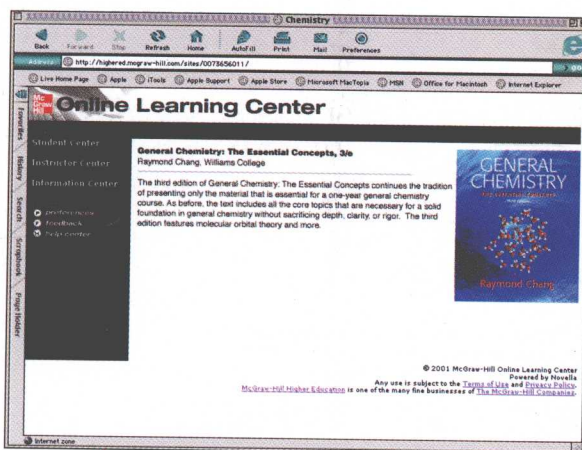 Chemistry
Back Forward Stop Refresh Home AutoFill Print Mail Preferences
Address http://highered.mcgraw-hill.com/sites/0073656011/ go
Live Home Page Apple iTools Apple Support Apple Store Microsoft MacTopia MSN Office for Macintosh Internet Explorer
Favorites
History
Search
Scrapbook
Page Holder
Mc
Graw
Hill
Online Learning Center
Student Center
Instructor Center
Information Center
preferences
feedback
help center
General Chemistry: The Essential Concepts, 3/e
Raymond Chang, Williams College
The third edition of General Chemistry: The Essential Concepts continues the tradition
of presenting only the material that is essential for a one-year general chemistry
course. As before, the text includes all the core topics that are necessary for a solid
foundation in general chemistry without sacrificing depth, clarity, or rigor. The third
edition features molecular orbital theory and more.
GENERAL
CHEMISTRY
Raymond Chang
© 2001 McGraw-Hill Online Learning Center
Powered by Novella
Any use is subject to the Terms of Use and Privacy Policy.
McGraw-Hill Higher Education is one of the many fine businesses of The McGraw-Hill Companies.
Internet zone